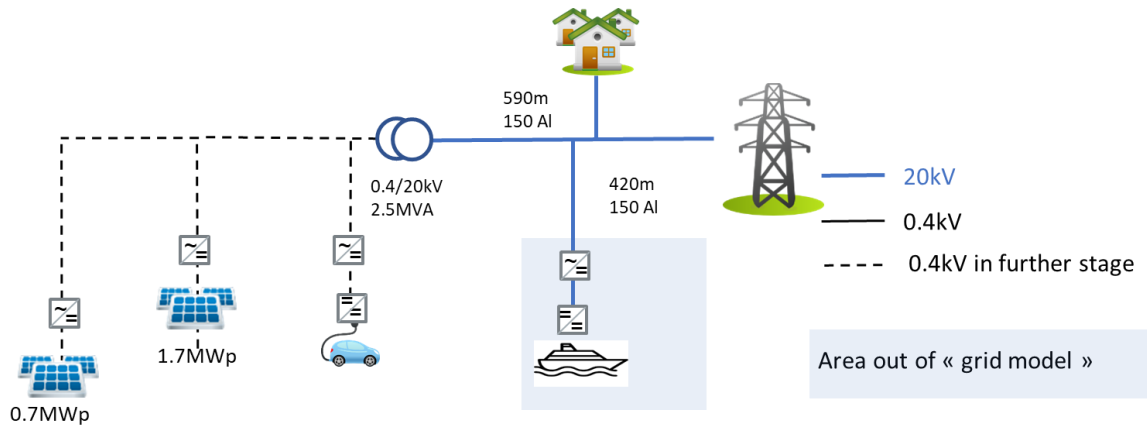 590m
150 Al
0.4/20kV
2.5MVA
420m
150 Al
20kV
0.4kV
0.4kV in further stage
~
=
~
=
~
=
~
=
=
=
=
=
1.7MWp
0.7MWp
Area out of « grid model »